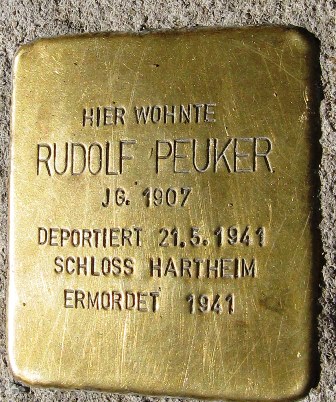 HIER WOHNTE
RUDOLF PEUKER
JG. 1907
DEPORTIERT 21.5.1941
SCHLOSS HARTHEIM
ERMORDET 1941